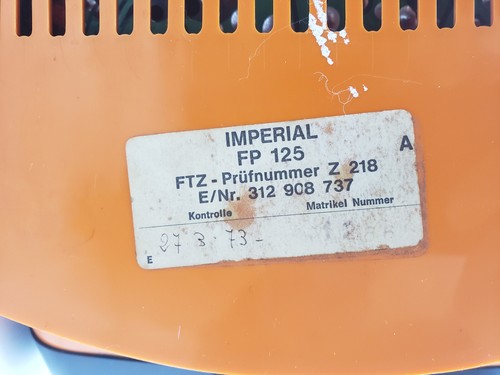 IMPERIAL
FP 125
A
FTZ - Prüfnummer Z 218
E/Nr. 312 908 737
Kontrolle Matrikel Nummer
27 3 - 73 -
E